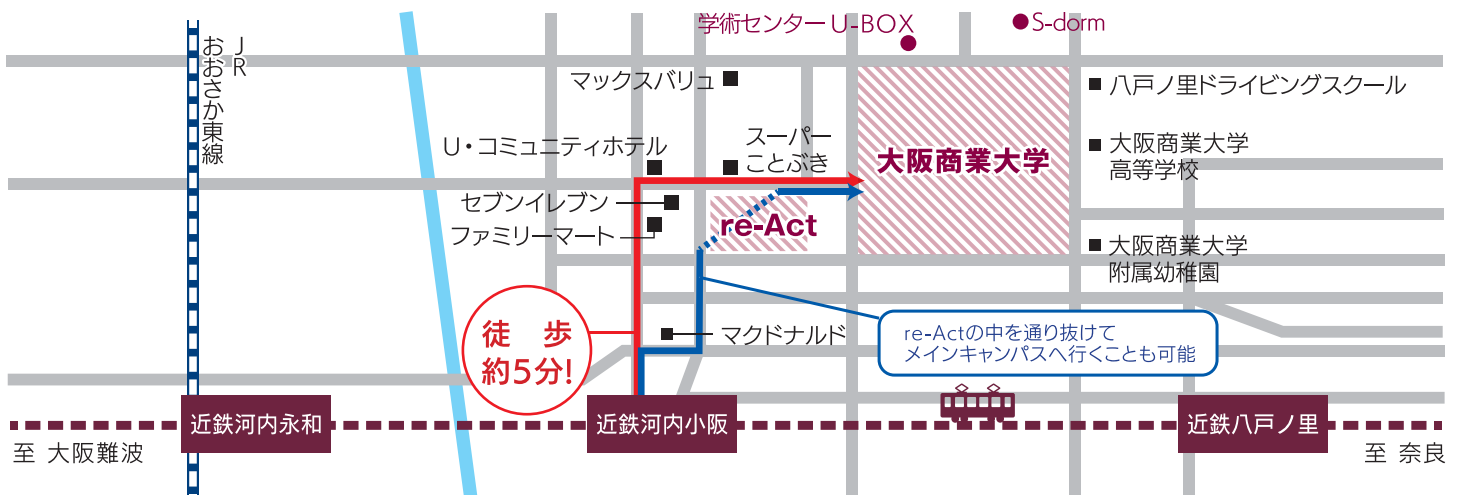 学術センター U-BOX
S-dorm
JR
おおさか東線
マックスバリュ
八戸ノ里ドライビングスクール
U・コミュニティホテル
スーパー
ことぶき
大阪商業大学
大阪商業大学
高等学校
セブンイレブン
re-Act
ファミリーマート
大阪商業大学
附属幼稚園
徒 歩
約5分!
マクドナルド
re-Actの中を通り抜けて
メインキャンパスへ行くことも可能
近鉄河内永和
近鉄河内小阪
近鉄八戸ノ里
至 大阪難波
至 奈良